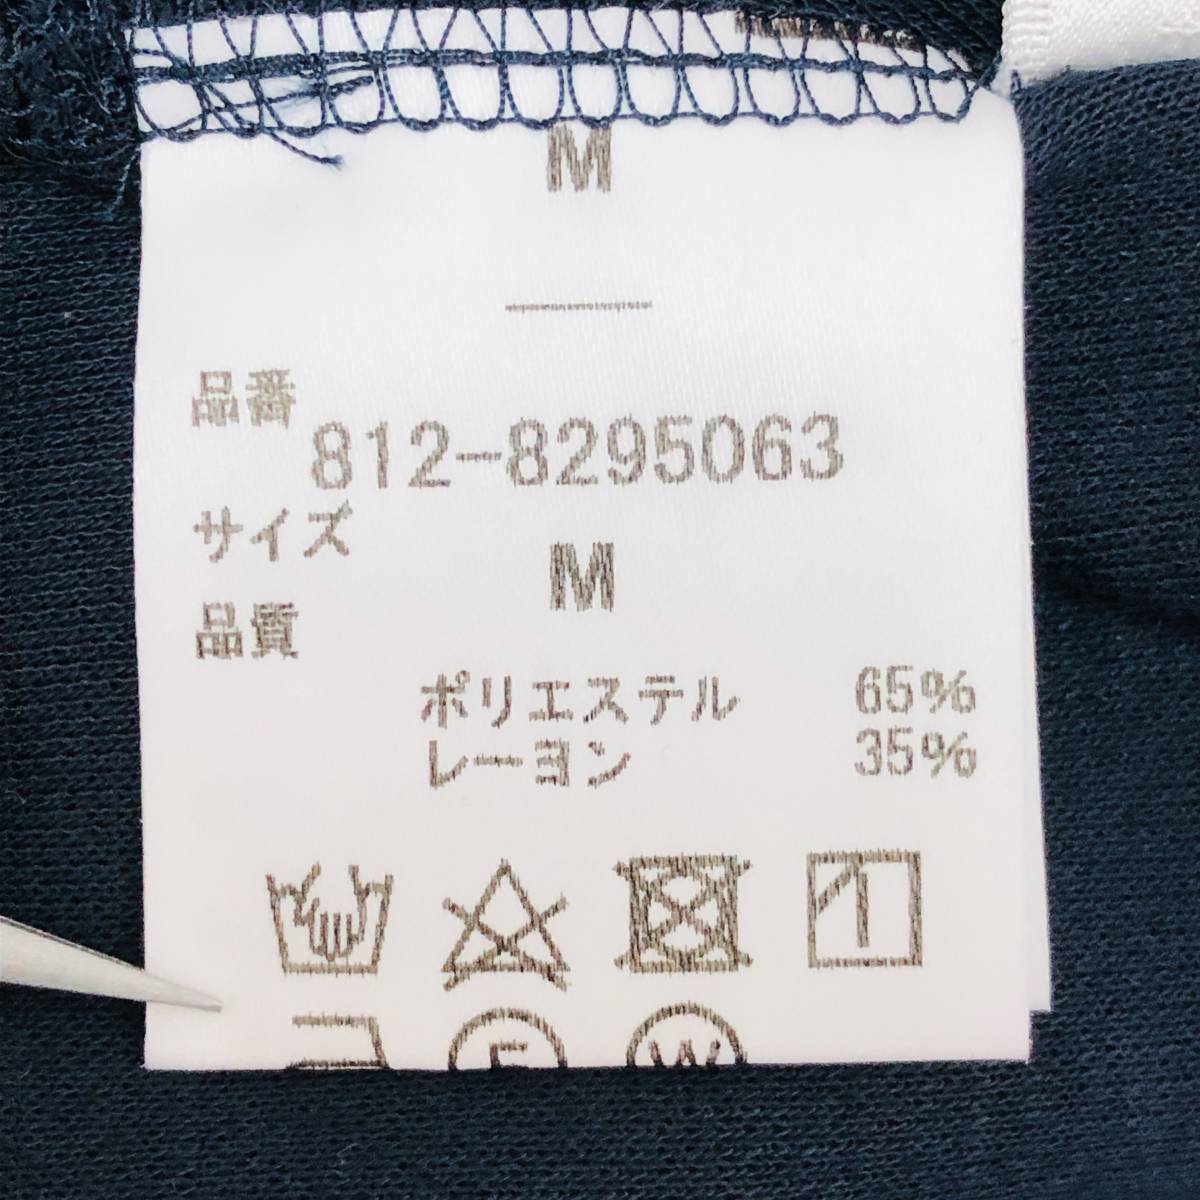 M
品番
812-8295063
サイズ
M
品質
ポリエステル 65%
レーヨン 35%
F
W